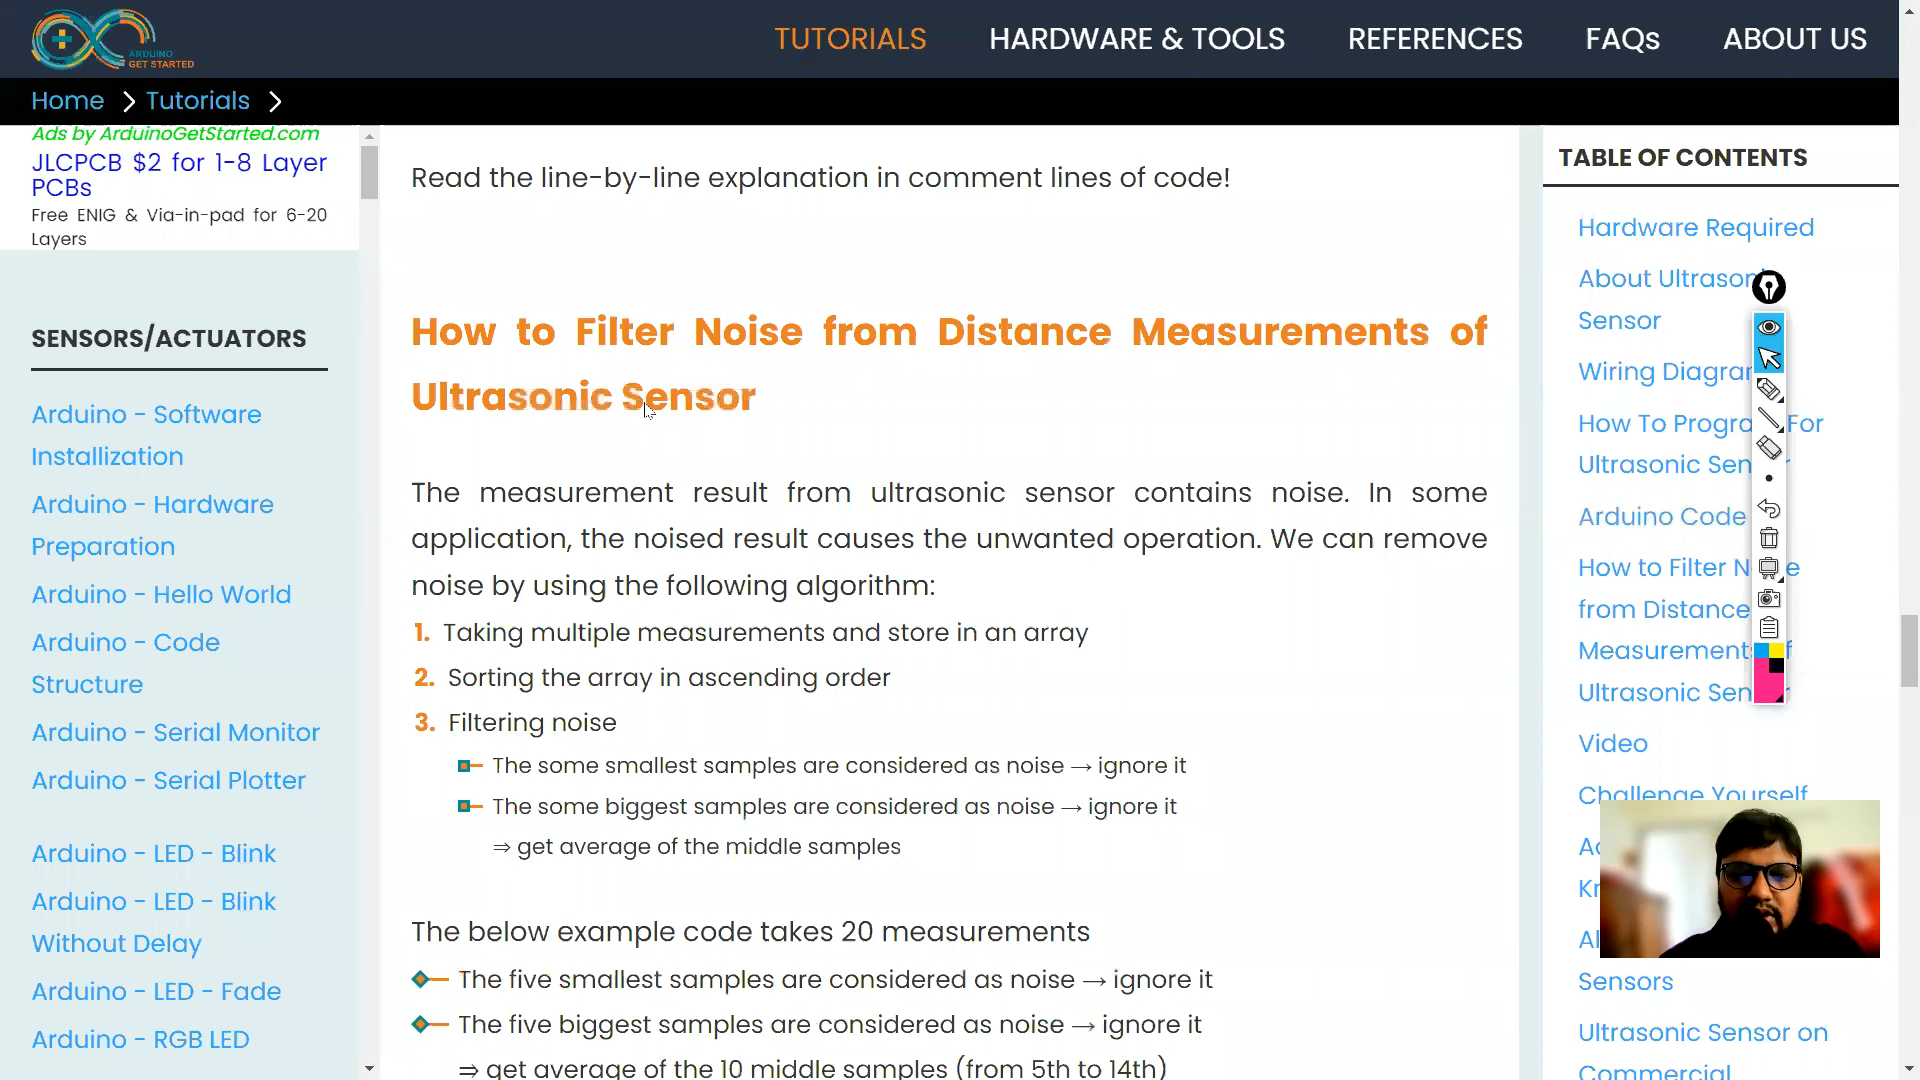 ARDUINO
GET STARTED
TUTORIALS
HARDWARE & TOOLS
REFERENCES
FAQs
ABOUT US
Home
Tutorials
Ads by ArduinoGetStarted.com
JLCPCB $2 for 1-8 Layer
PCBs
Free ENIG & Via-in-pad for 6-20
Layers
SENSORS/ACTUATORS
Arduino - Software
Installization
Arduino - Hardware
Preparation
Arduino - Hello World
Arduino - Code
Structure
Arduino - Serial Monitor
Arduino - Serial Plotter
Arduino - LED - Blink
Arduino - LED - Blink
Without Delay
Arduino - LED - Fade
Arduino - RGB LED
Read the line-by-line explanation in comment lines of code!
How to Filter Noise from Distance Measurements of
Ultrasonic Sensor
The measurement result from ultrasonic sensor contains noise. In some
application, the noised result causes the unwanted operation. We can remove
noise by using the following algorithm:
1. Taking multiple measurements and store in an array
2. Sorting the array in ascending order
3. Filtering noise
The some smallest samples are considered as noise → ignore it
The some biggest samples are considered as noise → ignore it
⇒ get average of the middle samples
The below example code takes 20 measurements
The five smallest samples are considered as noise → ignore it
The five biggest samples are considered as noise → ignore it
⇒ get average of the 10 middle samples (from 5th to 14th)
TABLE OF CONTENTS
Hardware Required
About
Sensor
Wiring
How To For
Ultrasonic
Arduino Code
How to Filter
from Distance
Ultrasonic
Video
Challenge Yourself
Sensors
Ultrasonic Sensor on
Commercial